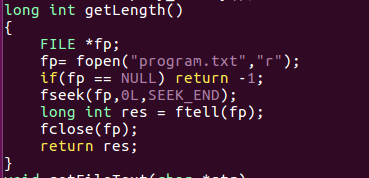 long int getLength()
{
    FILE *fp;
    fp= fopen("program.txt","r");
    if(fp == NULL) return -1;
    fseek(fp,0L,SEEK_END);
    long int res = ftell(fp);
    fclose(fp);
    return res;
}